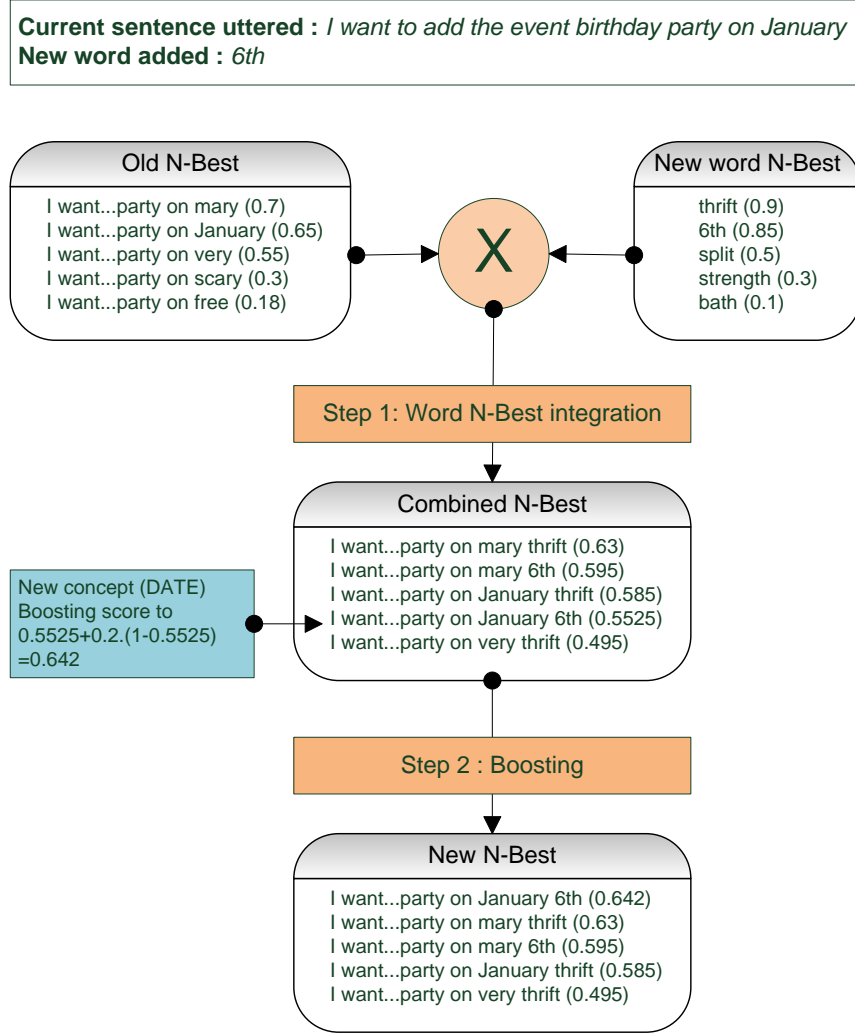 Current sentence uttered : I want to add the event birthday party on January
New word added : 6th
Old N-Best
I want...party on mary (0.7)
I want...party on January (0.65)
I want...party on very (0.55)
I want...party on scary (0.3)
I want...party on free (0.18)
X
New word N-Best
thrift (0.9)
6th (0.85)
split (0.5)
strength (0.3)
bath (0.1)
Step 1: Word N-Best integration
Combined N-Best
I want...party on mary thrift (0.63)
I want...party on mary 6th (0.595)
I want...party on January thrift (0.585)
I want...party on January 6th (0.5525)
I want...party on very thrift (0.495)
New concept (DATE)
Boosting score to
0.5525+0.2.(1-0.5525)
=0.642
Step 2 : Boosting
New N-Best
I want...party on January 6th (0.642)
I want...party on mary thrift (0.63)
I want...party on mary 6th (0.595)
I want...party on January thrift (0.585)
I want...party on very thrift (0.495)